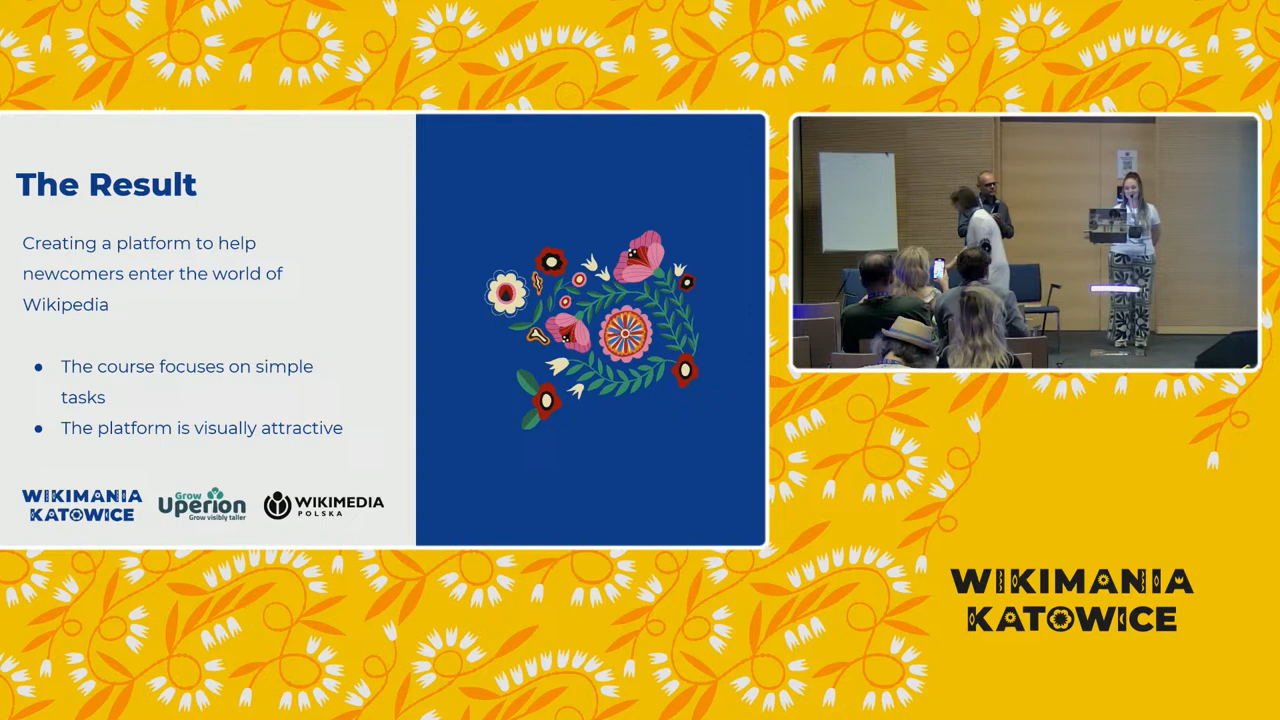 The Result
Creating a platform to help
newcomers enter the world of
Wikipedia
● The course focuses on simple
tasks
● The platform is visually attractive
WIKIMANIA
KATOWICE
Grow
Uperion
Grow visibly taller
WIKIMEDIA
POLSKA
WIKIMANIA
KATOWICE